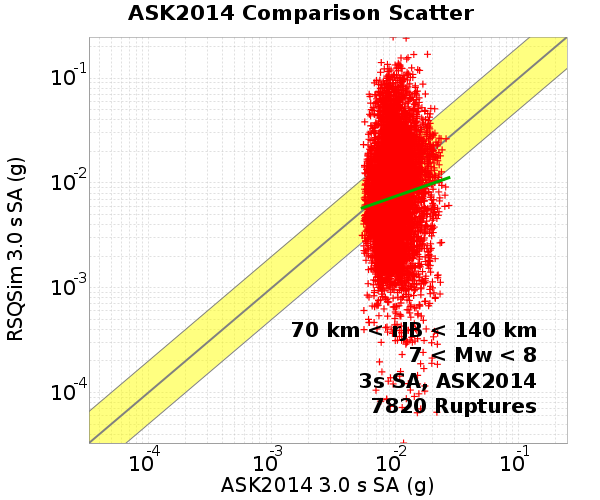 ASK2014 Comparison Scatter
RSQSim 3.0 s SA (g)
10^-1
10^-2
10^-3
10^-4
70 km < rJB < 140 km
7 < Mw < 8
3s SA, ASK2014
7820 Ruptures
10^-4
10^-3
10^-2
10^-1
ASK2014 3.0 s SA (g)